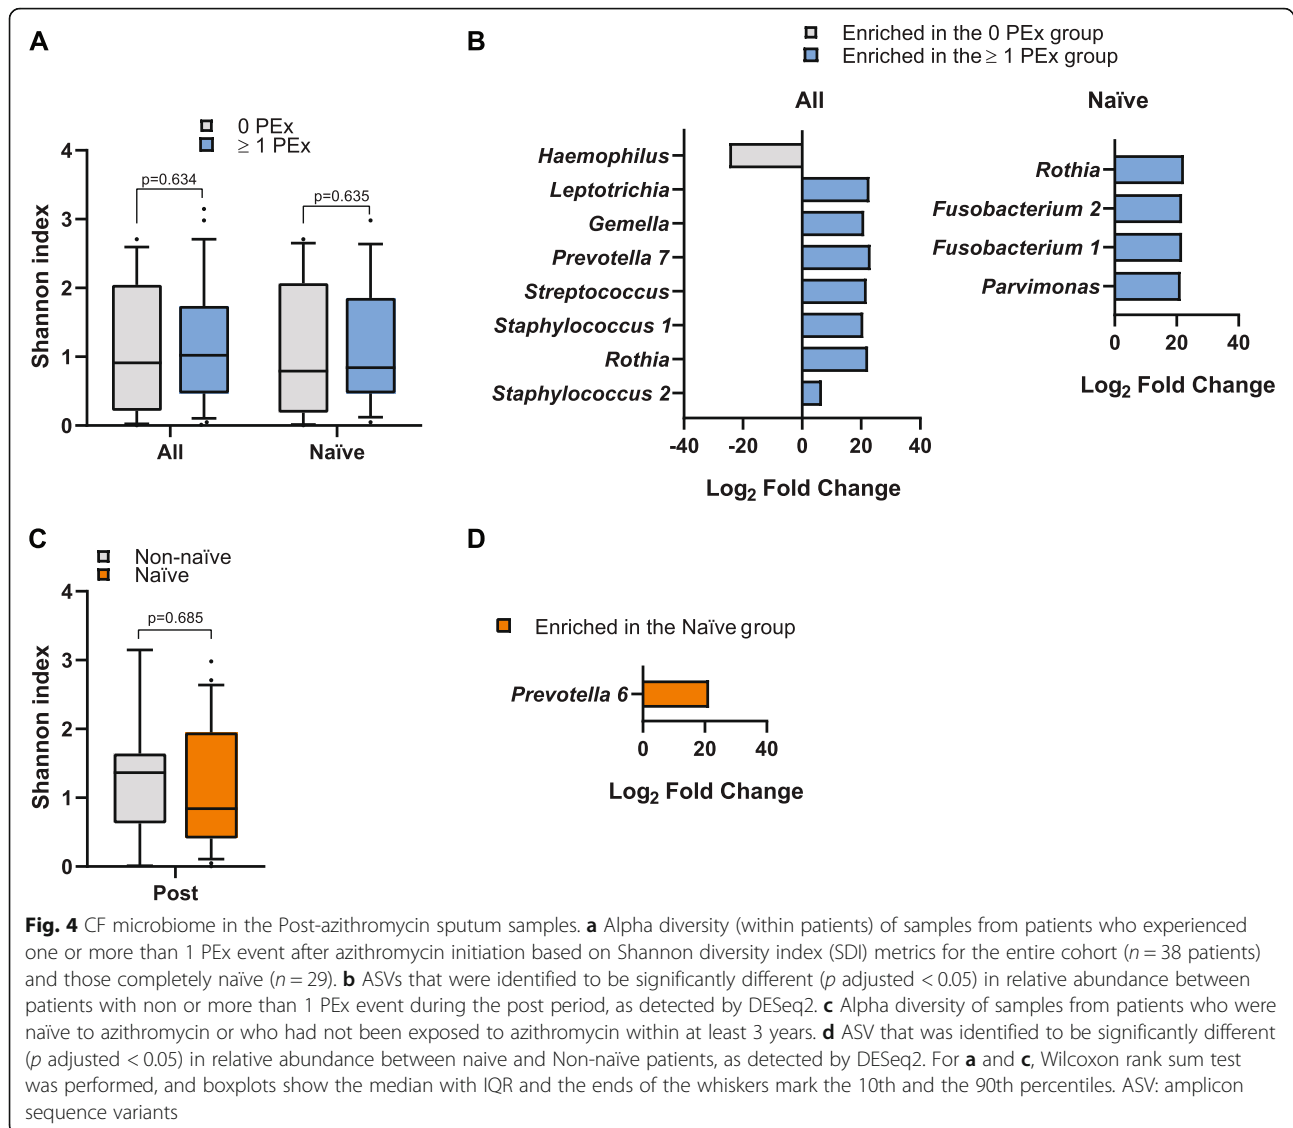 A
0 PEx
≥ 1 PEx
p=0.634
p=0.635
4
3
2
1
0
Shannon index
All
Naïve
B
Enriched in the 0 PEx group
Enriched in the ≥ 1 PEx group
All
Haemophilus
Leptotrichia
Gemella
Prevotella 7
Streptococcus
Staphylococcus 1
Rothia
Staphylococcus 2
-40
-20
0
20
40
Log2 Fold Change
Naïve
Rothia
Fusobacterium 2
Fusobacterium 1
Parvimonas
0
20
40
Log2 Fold Change
C
Non-naïve
Naïve
p=0.685
4
3
2
1
0
Shannon index
Post
D
Enriched in the Naïve group
Prevotella 6
0
20
40
Log2 Fold Change
Fig. 4 CF microbiome in the Post-azithromycin sputum samples. a Alpha diversity (within patients) of samples from patients who experienced
one or more than 1 PEx event after azithromycin initiation based on Shannon diversity index (SDI) metrics for the entire cohort (n = 38 patients)
and those completely naïve (n = 29). b ASVs that were identified to be significantly different (p adjusted < 0.05) in relative abundance between
patients with non or more than 1 PEx event during the post period, as detected by DESeq2. c Alpha diversity of samples from patients who were
naïve to azithromycin or who had not been exposed to azithromycin within at least 3 years. d ASV that was identified to be significantly different
(p adjusted < 0.05) in relative abundance between naive and Non-naïve patients, as detected by DESeq2. For a and c, Wilcoxon rank sum test
was performed, and boxplots show the median with IQR and the ends of the whiskers mark the 10th and the 90th percentiles. ASV: amplicon
sequence variants